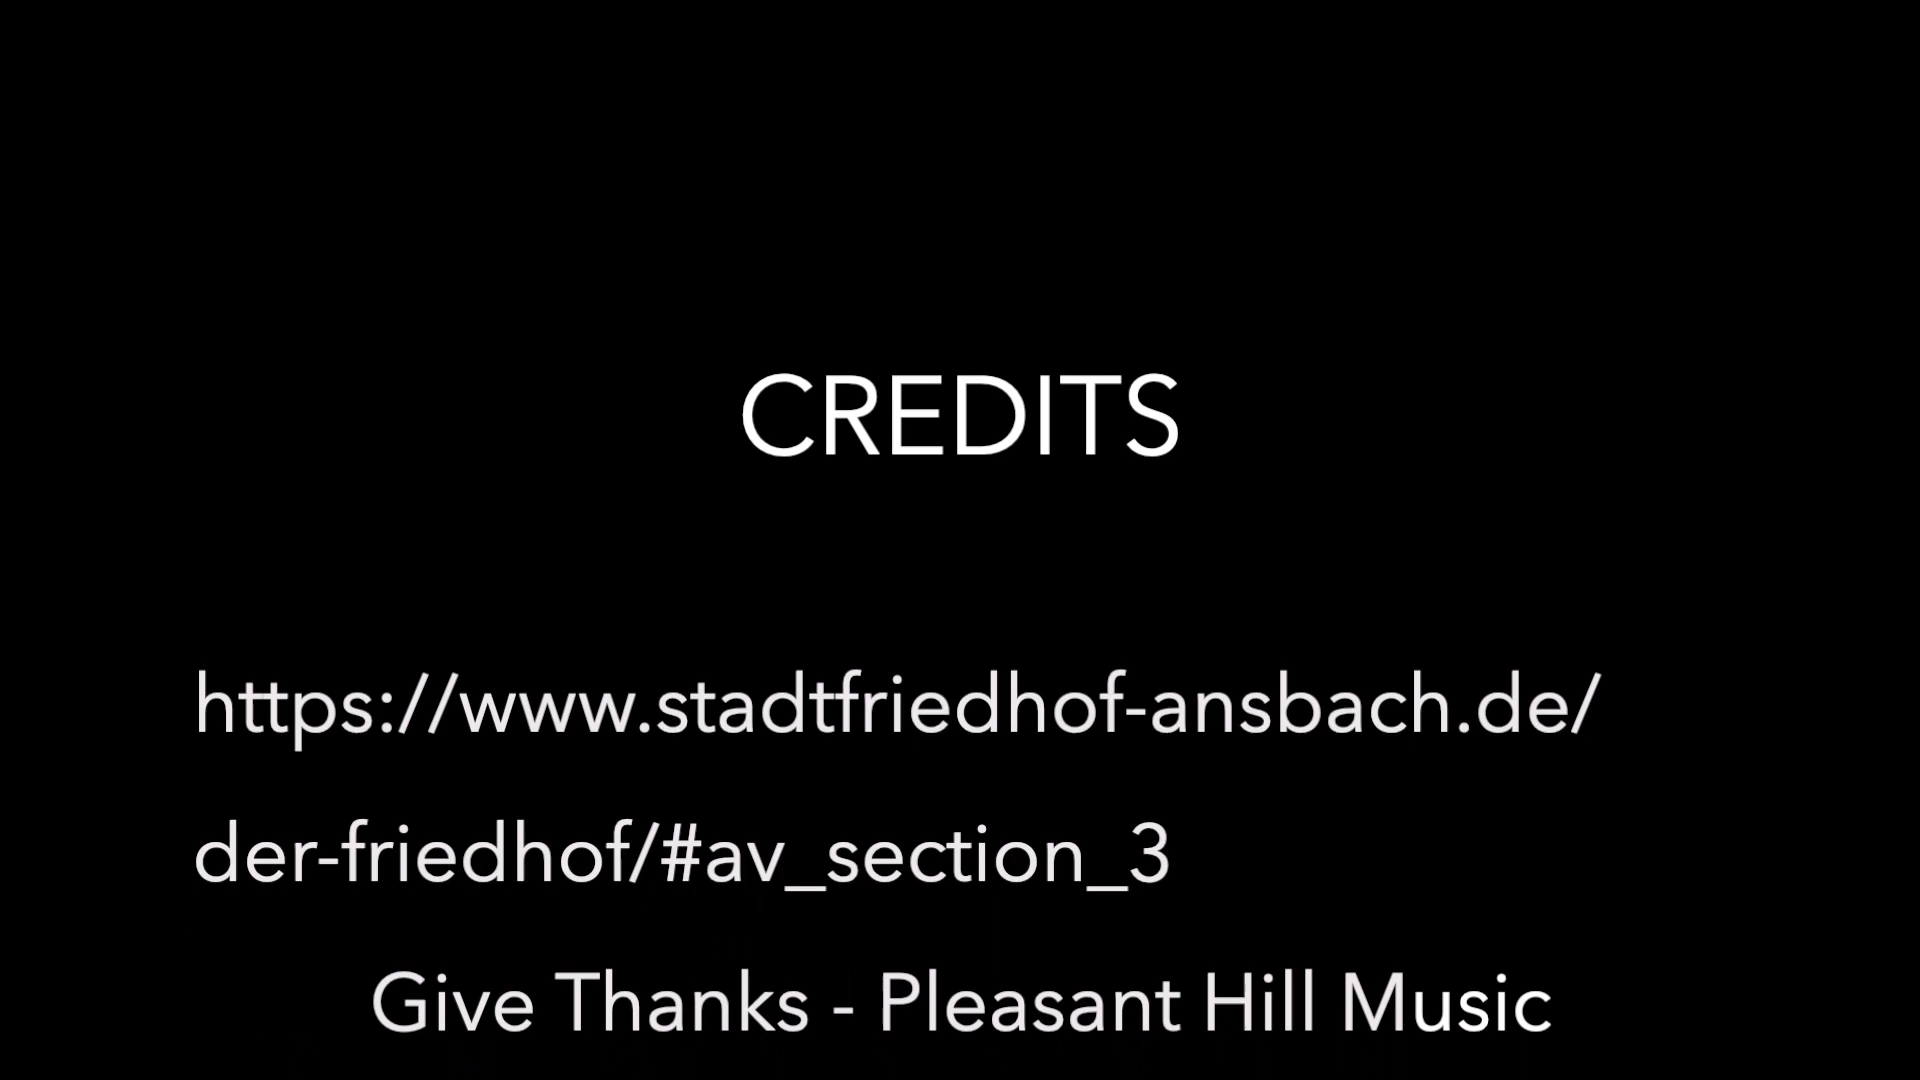 CREDITS
https://www.stadtfriedhof-ansbach.de/
der-friedhof/#av_section_3
Give Thanks - Pleasant Hill Music